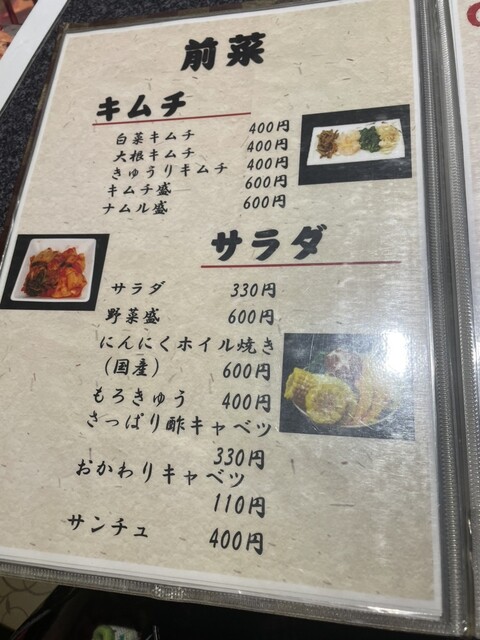 前菜
キムチ
白菜キムチ 400円
大根キムチ 400円
きゅうりキムチ 400円
キムチ盛 600円
ナムル盛 600円
サラダ
サラダ 330円
野菜盛 600円
にんにくホイル焼き
(国産) 600円
もろきゅう 400円
さっぱり酢キャベツ
330円
おかわりキャベツ
110円
サンチュ 400円